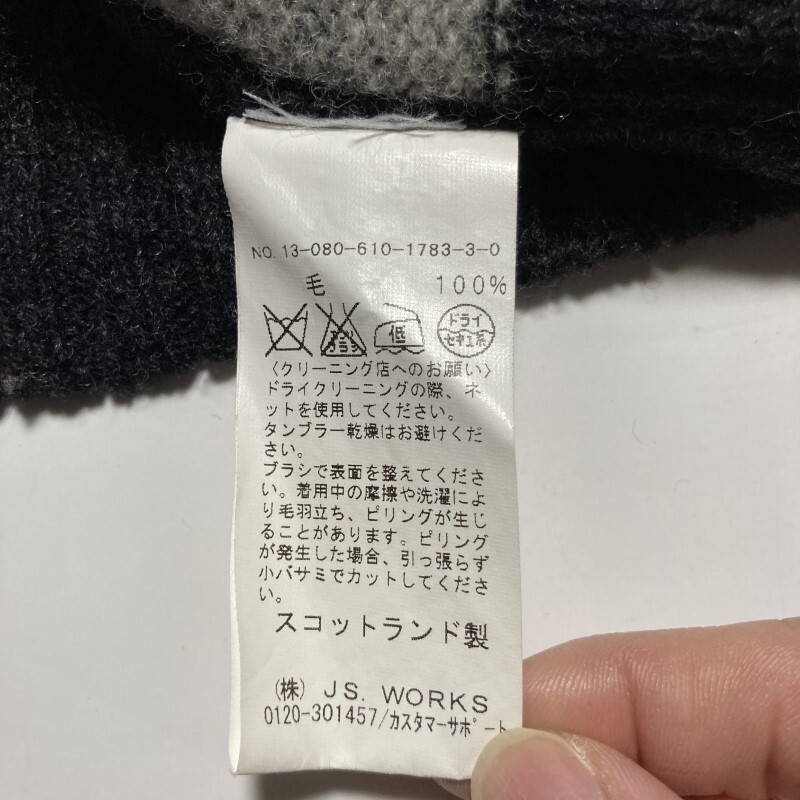 NO. 13-080-610-1783-3-0
毛 100%
エンソ 低 ドライ
サラシ セキユ系
〈クリーニング店へのお願い〉
ドライクリーニングの際、ネ
ットを使用してください。
タンブラー乾燥はお避けくだ
さい。
ブラシで表面を整えてくださ
い。着用中の摩擦や洗濯によ
り毛羽立ち、ピリングが生じ
ることがあります。ピリング
が発生した場合、引っ張らず
小バサミでカットしてくださ
い。
スコットランド製
(株) JS. WORKS
0120-301457/カスタマーサポート